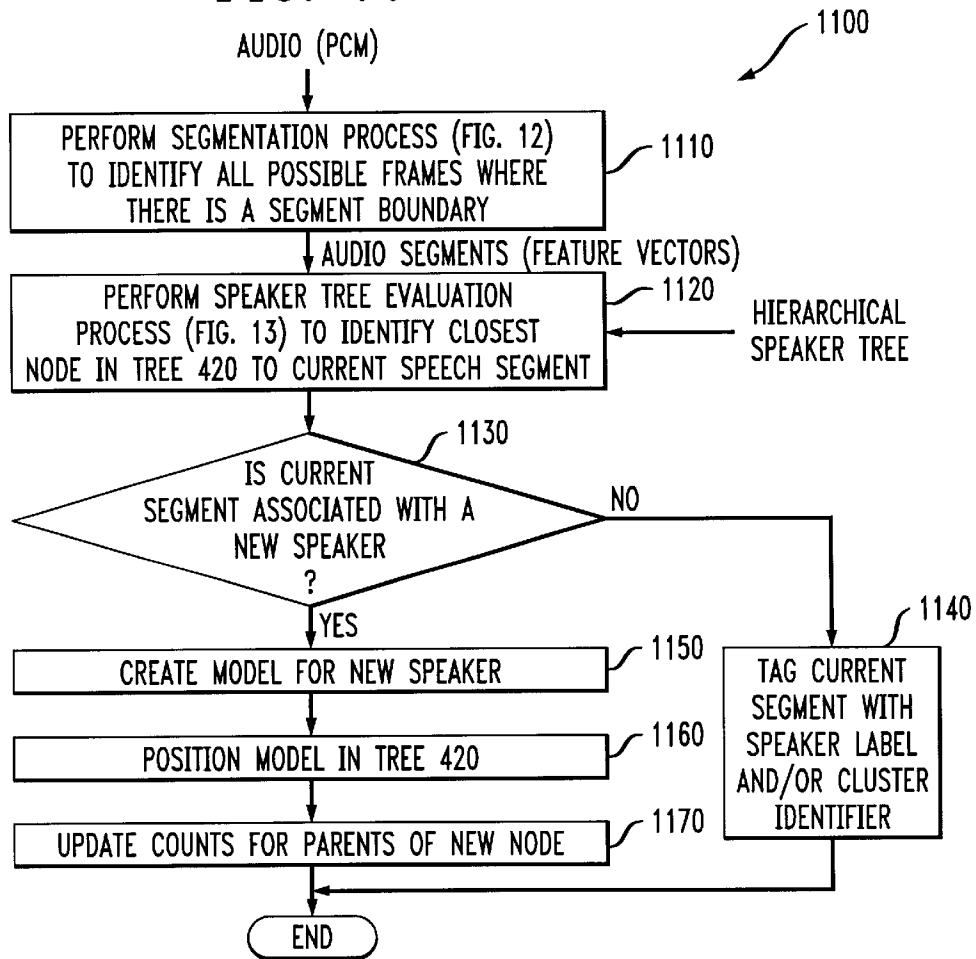 1100
AUDIO (PCM)
PERFORM SEGMENTATION PROCESS (FIG. 12)
TO IDENTIFY ALL POSSIBLE FRAMES WHERE
THERE IS A SEGMENT BOUNDARY
1110
AUDIO SEGMENTS (FEATURE VECTORS)
PERFORM SPEAKER TREE EVALUATION
PROCESS (FIG. 13) TO IDENTIFY CLOSEST
NODE IN TREE 420 TO CURRENT SPEECH SEGMENT
1120
HIERARCHICAL
SPEAKER TREE
1130
IS CURRENT
SEGMENT ASSOCIATED WITH A
NEW SPEAKER
?
NO
YES
1140
TAG CURRENT
SEGMENT WITH
SPEAKER LABEL
AND/OR CLUSTER
IDENTIFIER
CREATE MODEL FOR NEW SPEAKER
1150
POSITION MODEL IN TREE 420
1160
UPDATE COUNTS FOR PARENTS OF NEW NODE
1170
END